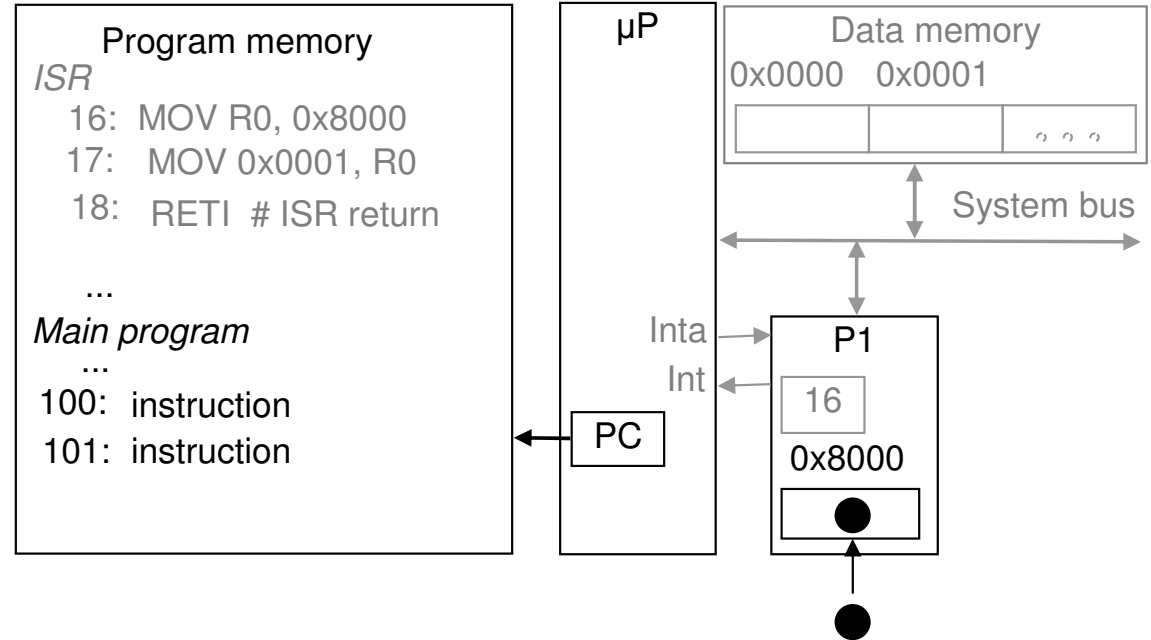 Program memory
ISR
16: MOV R0, 0x8000
17: MOV 0x0001, R0
18: RETI # ISR return
...
Main program
...
100: instruction
101: instruction
µP
Inta
Int
PC
Data memory
0x0000 0x0001
System bus
P1
16
0x8000